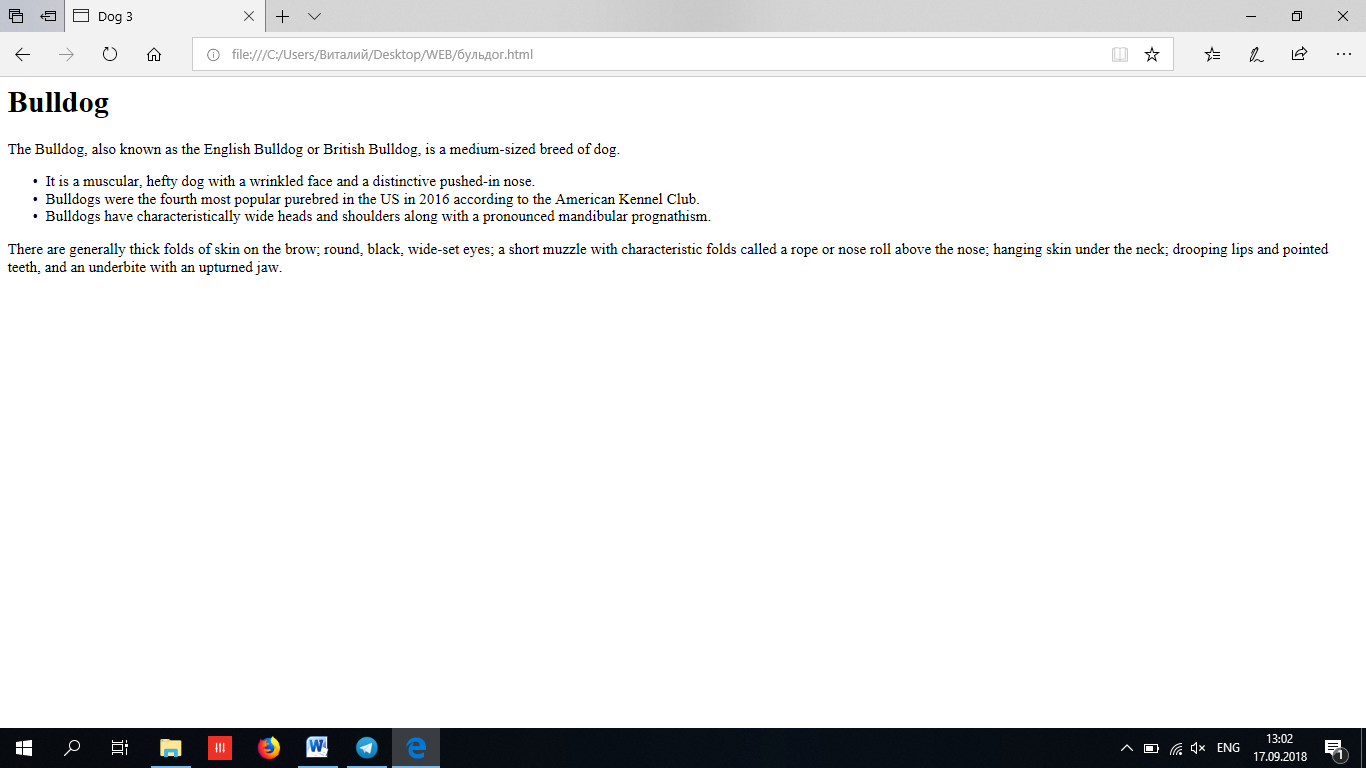 Dog 3
file:///C:/Users/Виталий/Desktop/WEB/бульдог.html
Bulldog
The Bulldog, also known as the English Bulldog or British Bulldog, is a medium-sized breed of dog.
• It is a muscular, hefty dog with a wrinkled face and a distinctive pushed-in nose.
• Bulldogs were the fourth most popular purebred in the US in 2016 according to the American Kennel Club.
• Bulldogs have characteristically wide heads and shoulders along with a pronounced mandibular prognathism.
There are generally thick folds of skin on the brow; round, black, wide-set eyes; a short muzzle with characteristic folds called a rope or nose roll above the nose; hanging skin under the neck; drooping lips and pointed
teeth, and an underbite with an upturned jaw.
ENG
13:02
17.09.2018
1